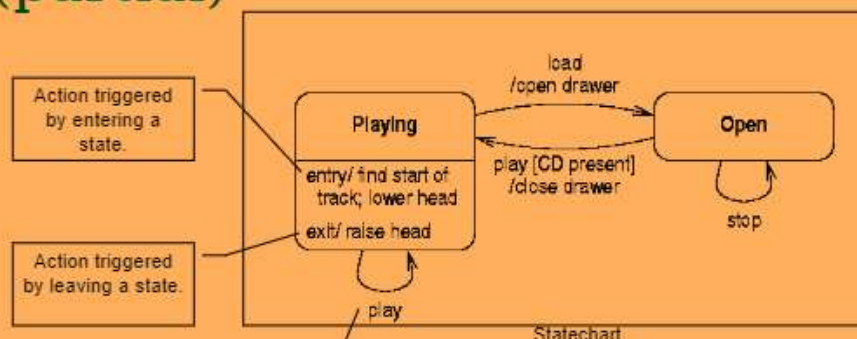 (partial)
Action triggered
by entering a
state.
Action triggered
by leaving a state.
Playing
entry/ find start of
track; lower head
exit/ raise head
play
load
/open drawer
play [CD present]
/close drawer
Open
stop
Statechart